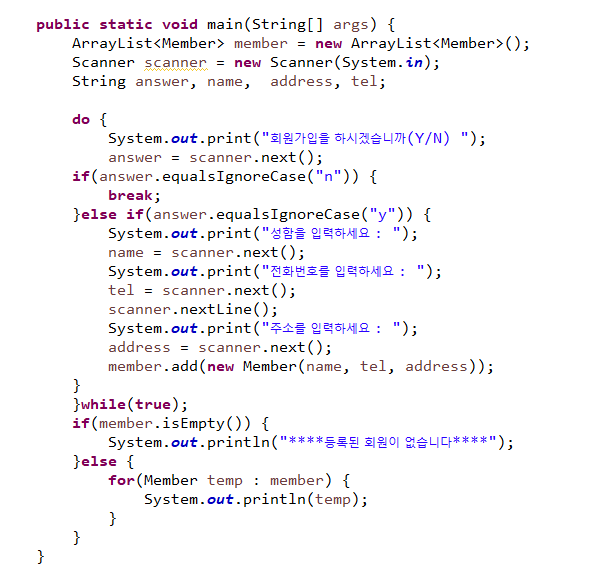 public static void main(String[] args) {
ArrayList<Member> member = new ArrayList<Member>();
Scanner scanner = new Scanner(System.in);
String answer, name,  address, tel;
do {
System.out.print("회원가입을 하시겠습니까(Y/N) ");
answer = scanner.next();
if(answer.equalsIgnoreCase("n")) {
break;
}else if(answer.equalsIgnoreCase("y")) {
System.out.print("성함을 입력하세요 : ");
name = scanner.next();
System.out.print("전화번호를 입력하세요 : ");
tel = scanner.next();
scanner.nextLine();
System.out.print("주소를 입력하세요 : ");
address = scanner.next();
member.add(new Member(name, tel, address));
}
}while(true);
if(member.isEmpty()) {
System.out.println("****등록된 회원이 없습니다****");
}else {
for(Member temp : member) {
System.out.println(temp);
}
}
}